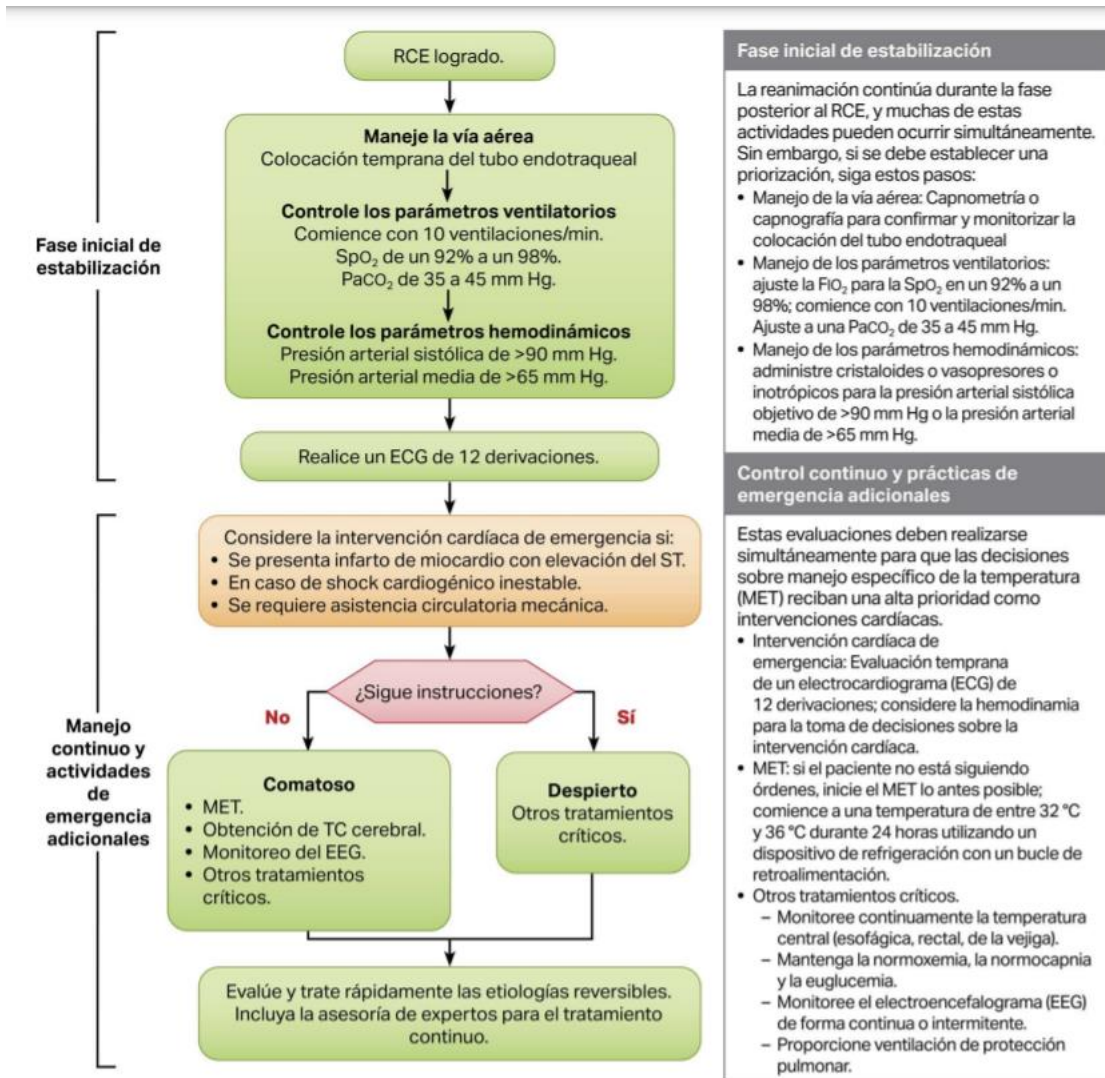 RCE logrado.
Maneje la vía aérea
Colocación temprana del tubo endotraqueal
Controle los parámetros ventilatorios
Comience con 10 ventilaciones/min.
SpO₂ de un 92% a un 98%.
PaCO₂ de 35 a 45 mm Hg.
Controle los parámetros hemodinámicos
Presión arterial sistólica de >90 mm Hg.
Presión arterial media de >65 mm Hg.
Realice un ECG de 12 derivaciones.
Fase inicial de
estabilización
Considere la intervención cardíaca de emergencia si:
• Se presenta infarto de miocardio con elevación del ST.
• En caso de shock cardiogénico inestable.
• Se requiere asistencia circulatoria mecánica.
¿Sigue instrucciones?
No
Sí
Comatoso
• MET.
• Obtención de TC cerebral.
• Monitoreo del EEG.
• Otros tratamientos
críticos.
Despierto
Otros tratamientos
críticos.
Evalúe y trate rápidamente las etiologías reversibles.
Incluya la asesoría de expertos para el tratamiento
continuo.
Manejo
continuo y
actividades
de
emergencia
adicionales
Fase inicial de estabilización
La reanimación continúa durante la fase
posterior al RCE, y muchas de estas
actividades pueden ocurrir simultáneamente.
Sin embargo, si se debe establecer una
priorización, siga estos pasos:
• Manejo de la vía aérea: Capnometría o
capnografía para confirmar y monitorizar la
colocación del tubo endotraqueal
• Manejo de los parámetros ventilatorios:
ajuste la FIO₂ para la SpO₂ en un 92% a un
98%; comience con 10 ventilaciones/min.
Ajuste a una PaCO₂ de 35 a 45 mm Hg.
• Manejo de los parámetros hemodinámicos:
administre cristaloides o vasopresores o
inotrópicos para la presión arterial sistólica
objetivo de >90 mm Hg o la presión arterial
media de >65 mm Hg.
Control continuo y prácticas de
emergencia adicionales
Estas evaluaciones deben realizarse
simultáneamente para que las decisiones
sobre manejo específico de la temperatura
(MET) reciban una alta prioridad como
intervenciones cardíacas.
• Intervención cardíaca de
emergencia: Evaluación temprana
de un electrocardiograma (ECG) de
12 derivaciones; considere la hemodinamia
para la toma de decisiones sobre la
intervención cardíaca.
• MET: si el paciente no está siguiendo
órdenes, inicie el MET lo antes posible;
comience a una temperatura de entre 32 °C
y 36 °C durante 24 horas utilizando un
dispositivo de refrigeración con un bucle de
retroalimentación.
• Otros tratamientos críticos.
– Monitoree continuamente la temperatura
central (esofágica, rectal, de la vejiga).
– Mantenga la normoxemia, la normocapnia
y la euglucemia.
– Monitoree el electroencefalograma (EEG)
de forma continua o intermitente.
– Proporcione ventilación de protección
pulmonar.